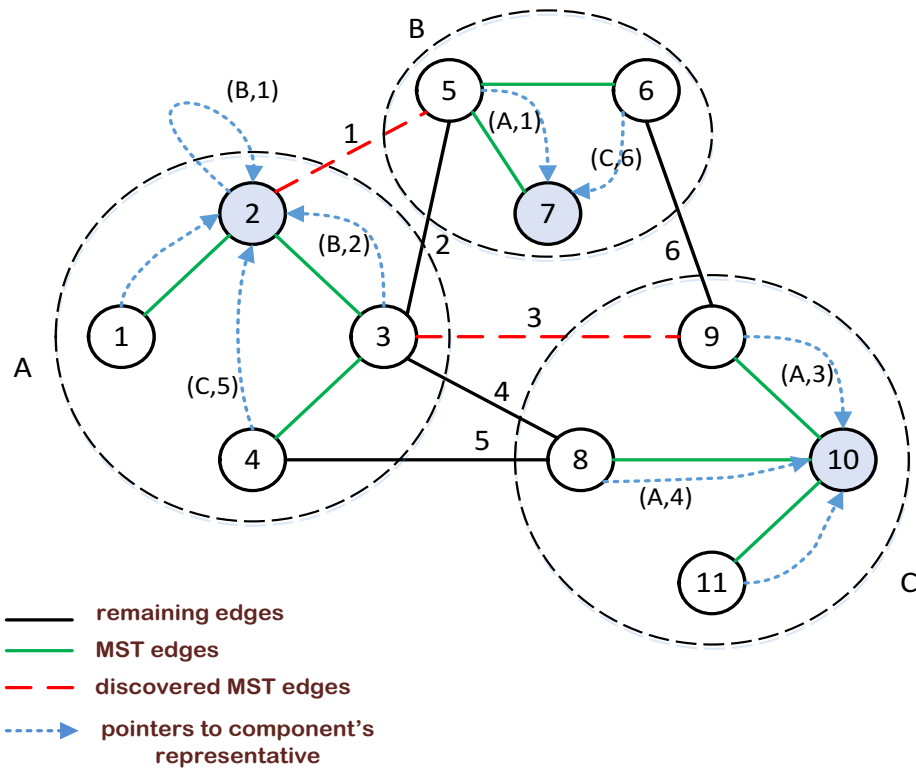 B
(B,1)
5
6
1
(A,1)
(C,6)
2
7
(B,2)
2
6
1
3
3
9
A
(C,5)
4
(A,3)
4
5
8
10
(A,4)
11
C
remaining edges
MST edges
discovered MST edges
pointers to component's
representative